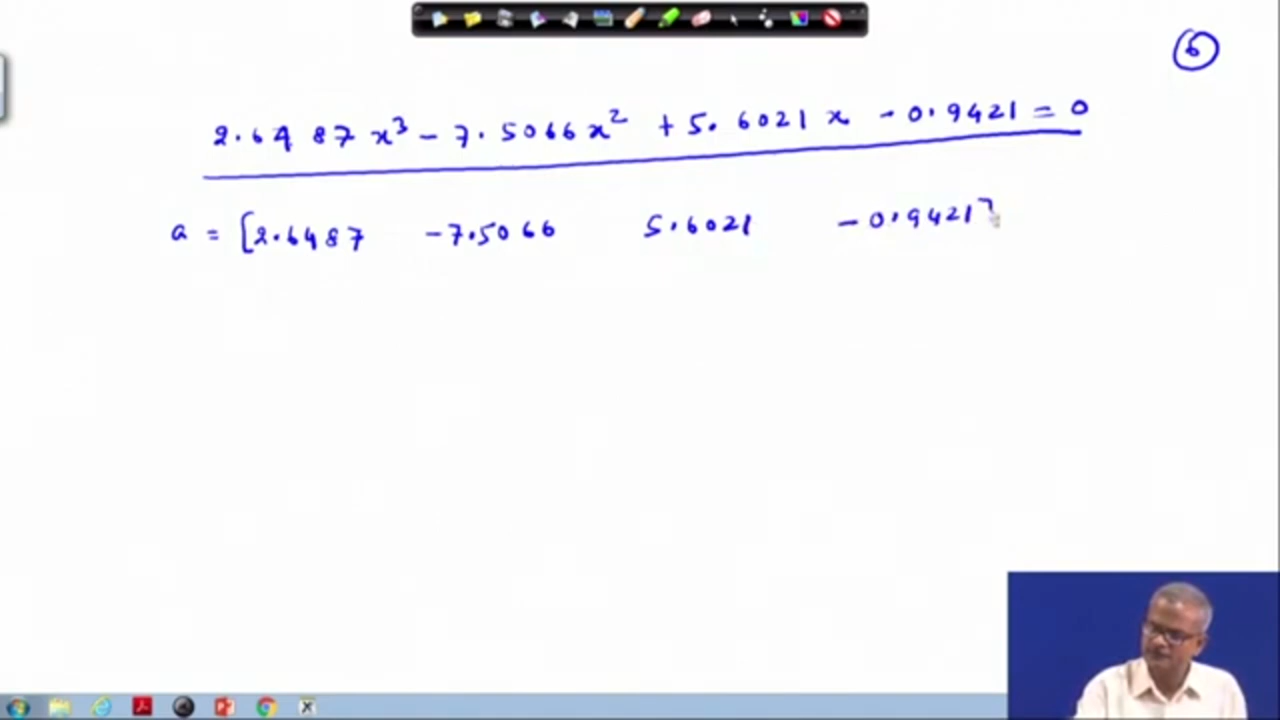 6
2.6487 x³ - 7.5066 x² + 5.6021 x - 0.9421 = 0
a = [2.6487 -7.5066 5.6021 -0.9421]